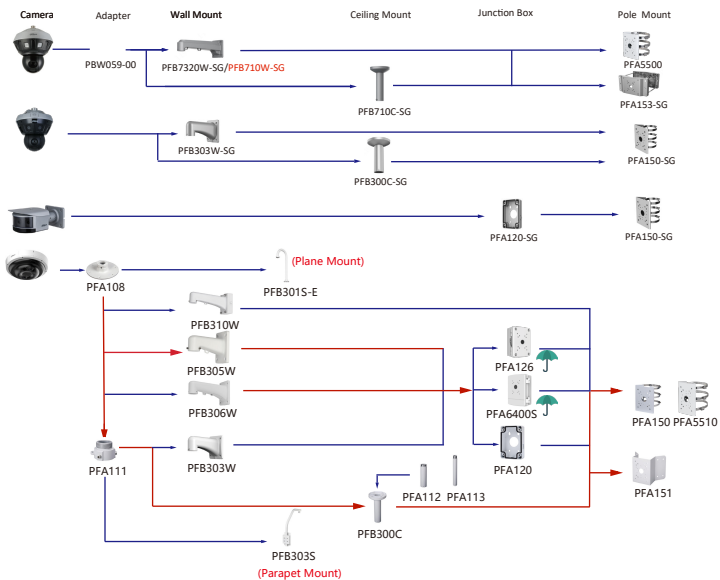 Camera Adapter Wall Mount Ceiling Mount Junction Box Pole Mount
PBW059-00
PFB7320W-SG/PFB710W-SG
PFA5500
PFB710C-SG
PFA153-SG
PFB303W-SG
PFB300C-SG
PFA150-SG
PFA120-SG
PFA150-SG
PFA108
(Plane Mount)
PFB301S-E
PFB310W
PFB305W
PFA126
PFB306W
PFA6400S
PFA150 PFA5510
PFA111
PFB303W
PFA120
PFA112 PFA113
PFA151
PFB300C
PFB303S
(Parapet Mount)